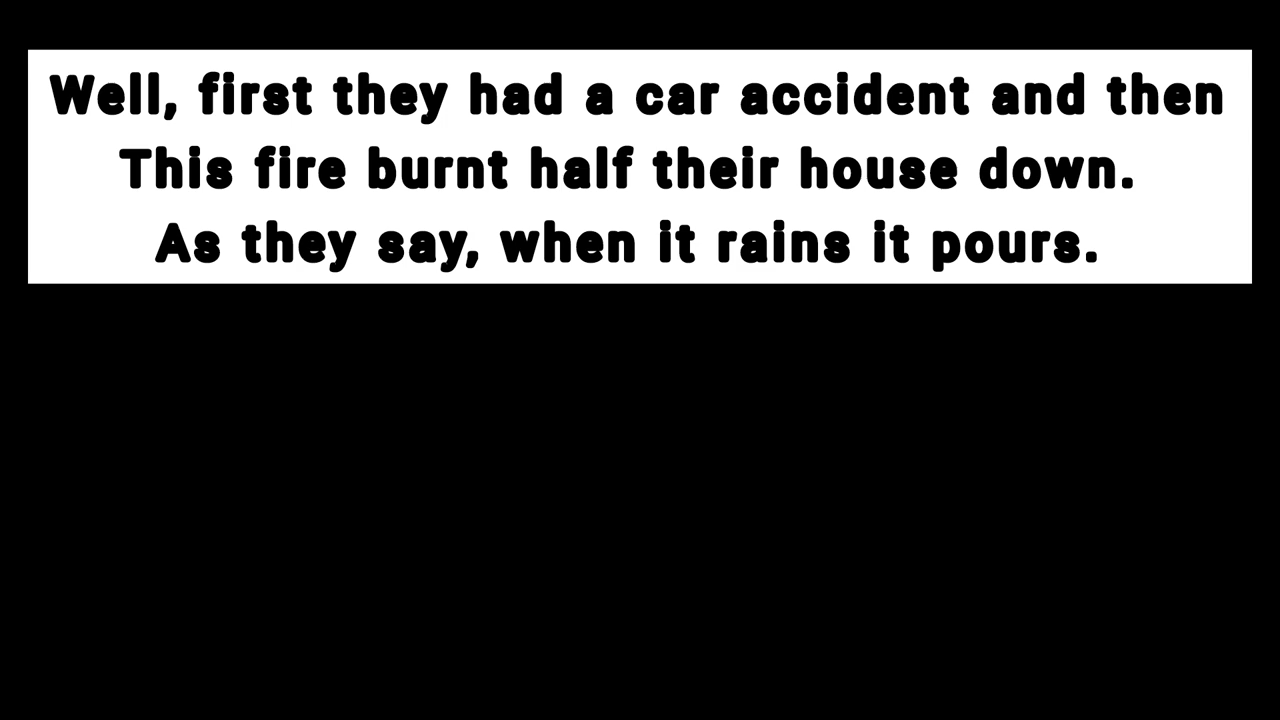 Well, first they had a car accident and then
This fire burnt half their house down.
As they say, when it rains it pours.